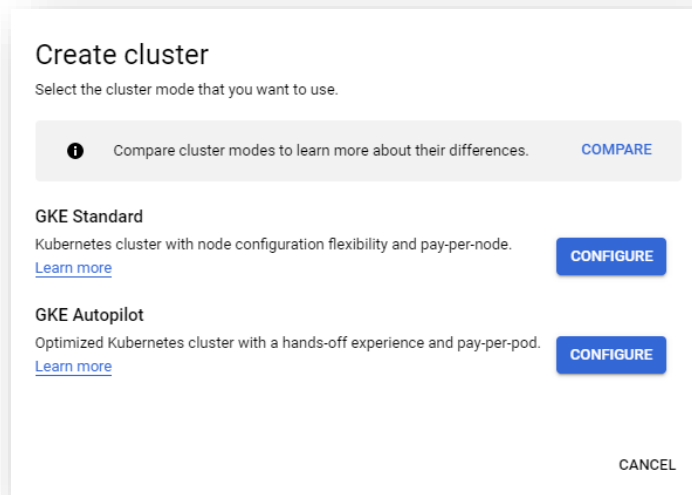 Create cluster
Select the cluster mode that you want to use.
Compare cluster modes to learn more about their differences. COMPARE
GKE Standard
Kubernetes cluster with node configuration flexibility and pay-per-node.
Learn more
CONFIGURE
GKE Autopilot
Optimized Kubernetes cluster with a hands-off experience and pay-per-pod.
Learn more
CONFIGURE
CANCEL